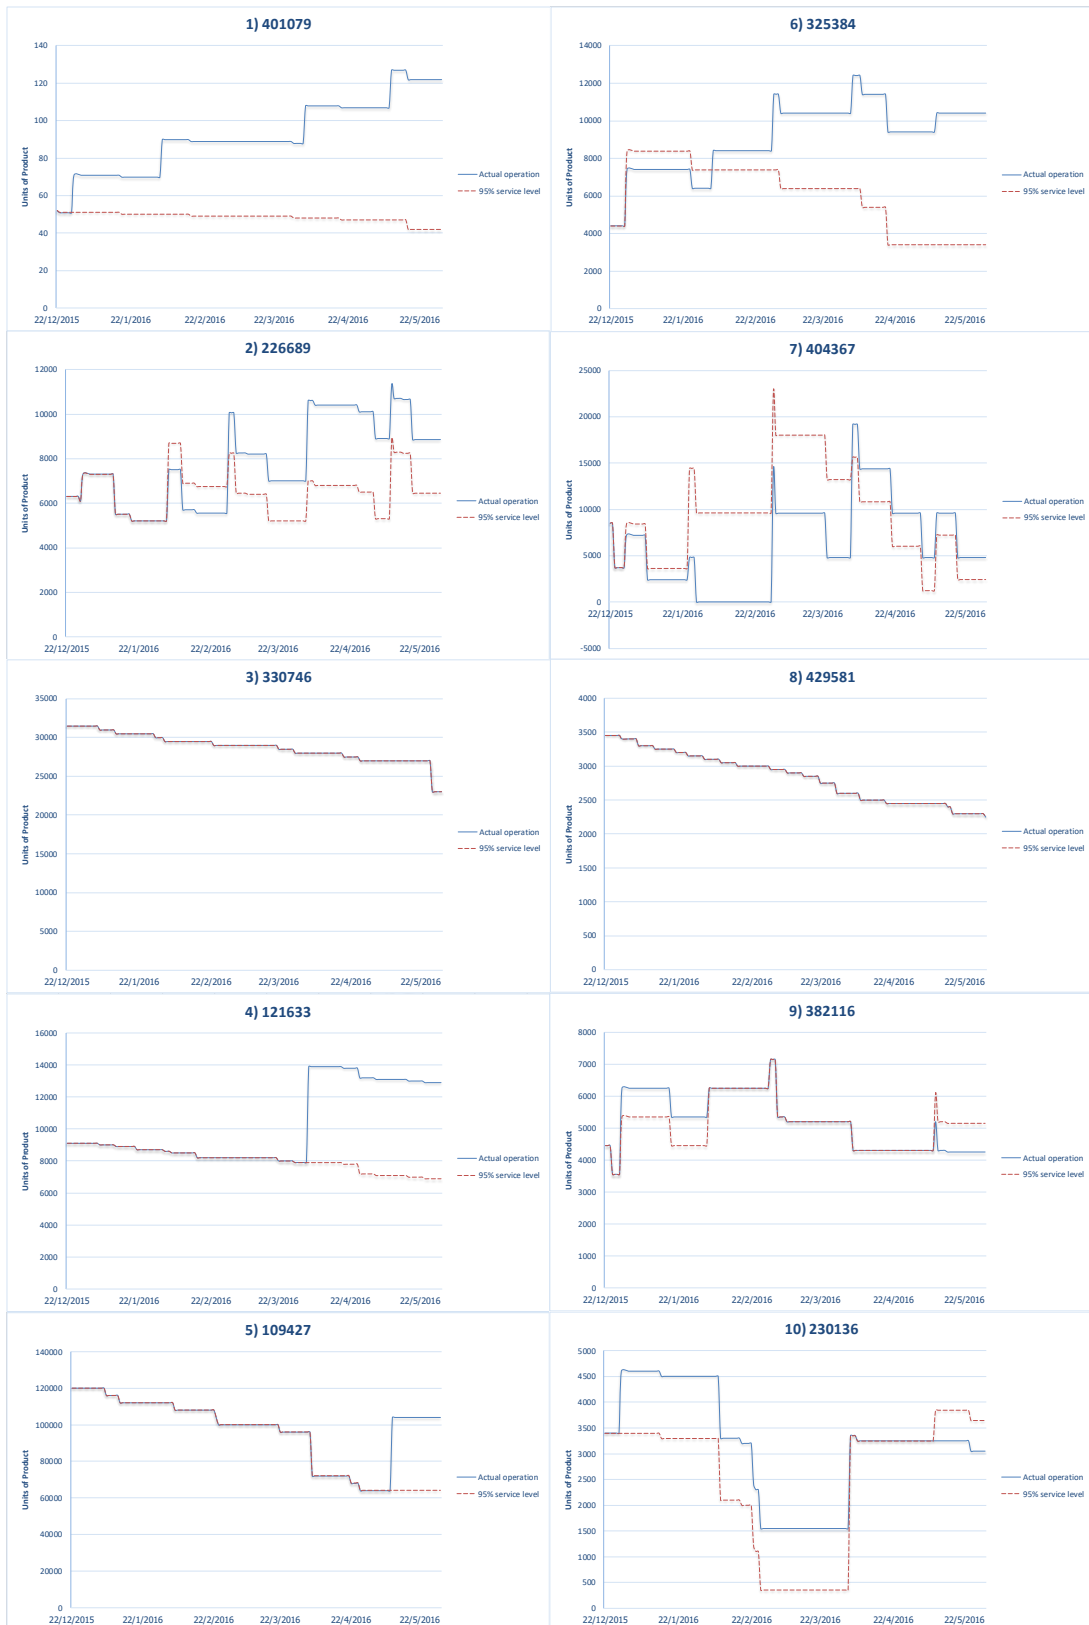 1) 401079
140
120
100
80
60
40
20
0
Units of Product
22/12/2015 22/1/2016 22/2/2016 22/3/2016 22/4/2016 22/5/2016
Actual operation
95% service level
6) 325384
14000
12000
10000
8000
6000
4000
2000
0
Units of Product
22/12/2015 22/1/2016 22/2/2016 22/3/2016 22/4/2016 22/5/2016
Actual operation
95% service level
2) 226689
12000
10000
8000
6000
4000
2000
0
Units of Product
22/12/2015 22/1/2016 22/2/2016 22/3/2016 22/4/2016 22/5/2016
Actual operation
95% service level
7) 404367
25000
20000
15000
10000
5000
0
-5000
Units of Product
22/12/2015 22/1/2016 22/2/2016 22/3/2016 22/4/2016 22/5/2016
Actual operation
95% service level
3) 330746
35000
30000
25000
20000
15000
10000
5000
0
Units of Product
22/12/2015 22/1/2016 22/2/2016 22/3/2016 22/4/2016 22/5/2016
Actual operation
95% service level
8) 429581
4000
3500
3000
2500
2000
1500
1000
500
0
Units of Product
22/12/2015 22/1/2016 22/2/2016 22/3/2016 22/4/2016 22/5/2016
Actual operation
95% service level
4) 121633
16000
14000
12000
10000
8000
6000
4000
2000
0
Units of Product
22/12/2015 22/1/2016 22/2/2016 22/3/2016 22/4/2016 22/5/2016
Actual operation
95% service level
9) 382116
8000
7000
6000
5000
4000
3000
2000
1000
0
Units of Product
22/12/2015 22/1/2016 22/2/2016 22/3/2016 22/4/2016 22/5/2016
Actual operation
95% service level
5) 109427
140000
120000
100000
80000
60000
40000
20000
0
Units of Product
22/12/2015 22/1/2016 22/2/2016 22/3/2016 22/4/2016 22/5/2016
Actual operation
95% service level
10) 230136
5000
4500
4000
3500
3000
2500
2000
1500
1000
500
0
Units of Product
22/12/2015 22/1/2016 22/2/2016 22/3/2016 22/4/2016 22/5/2016
Actual operation
95% service level